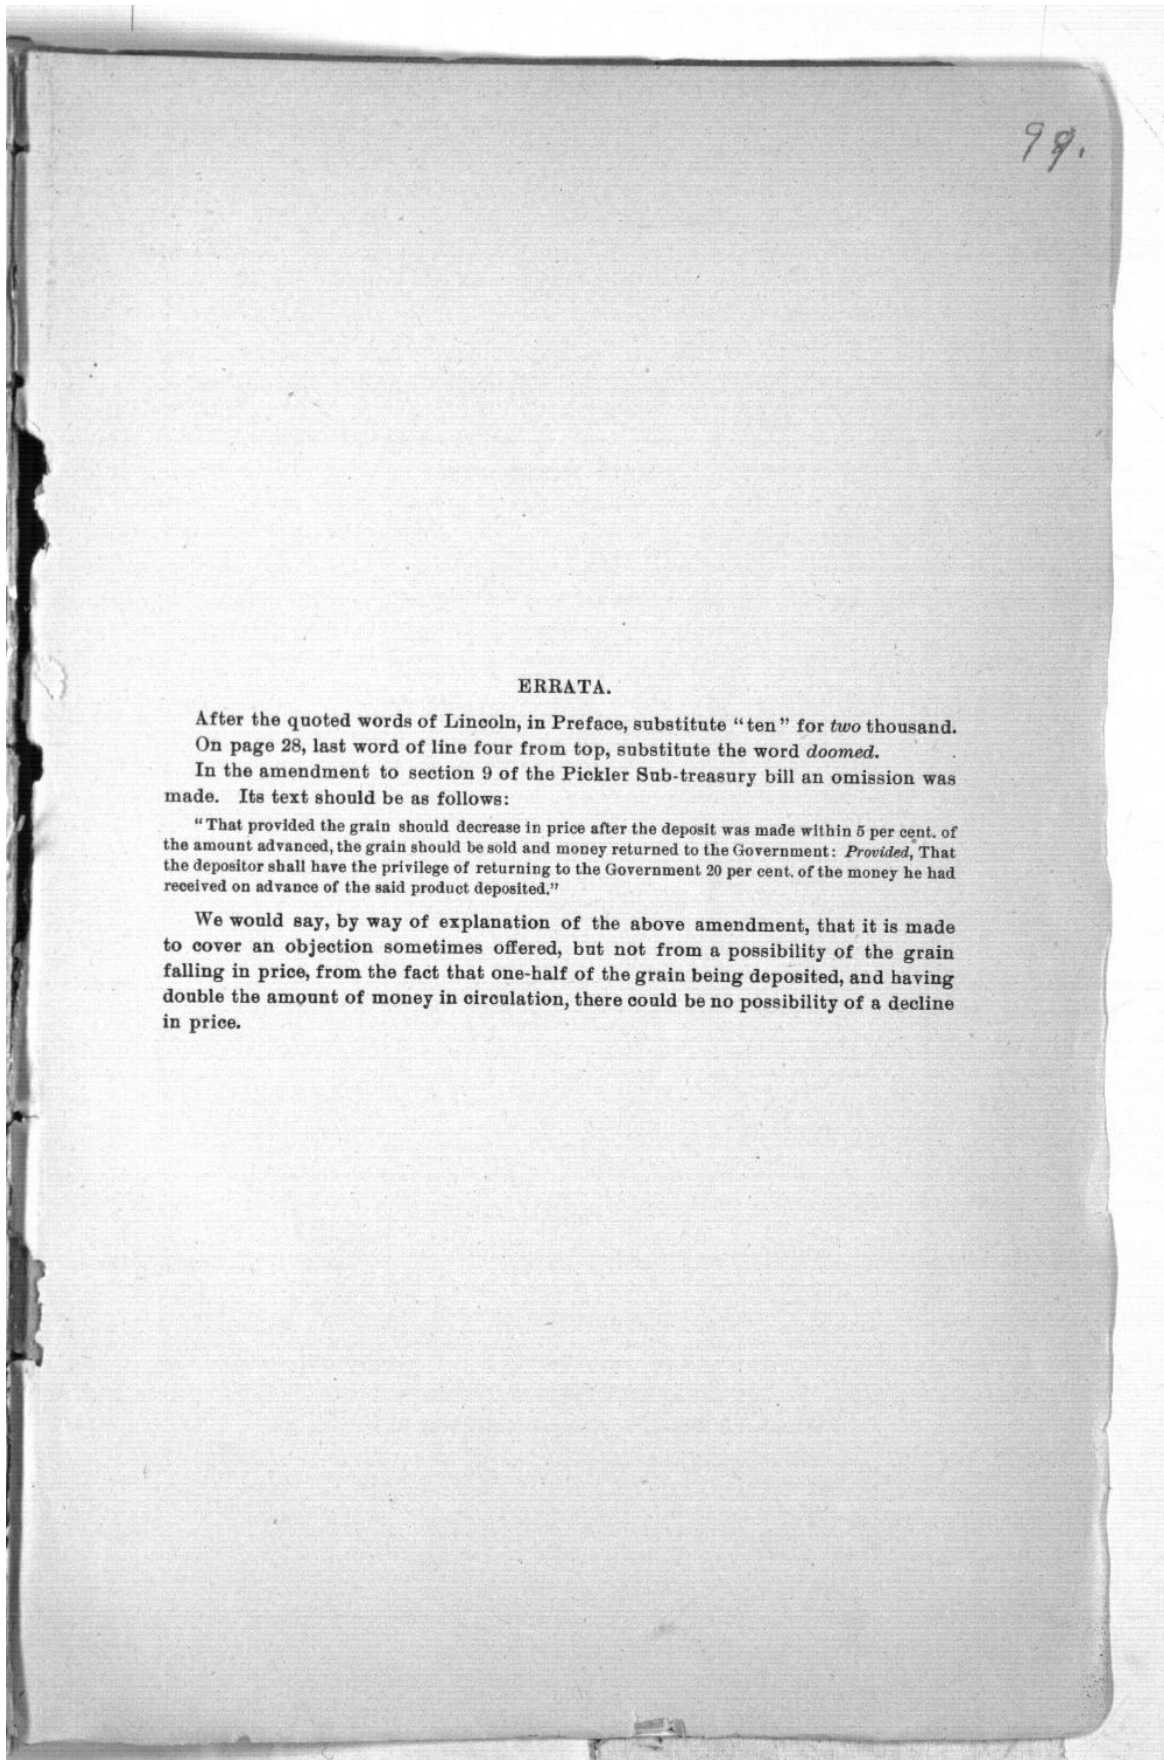 99.
ERRATA.
After the quoted words of Lincoln, in Preface, substitute “ten” for two thousand.
On page 28, last word of line four from top, substitute the word doomed.
In the amendment to section 9 of the Pickler Sub-treasury bill an omission was
made. Its text should be as follows:
“That provided the grain should decrease in price after the deposit was made within 5 per cent. of
the amount advanced, the grain should be sold and money returned to the Government: Provided, That
the depositor shall have the privilege of returning to the Government 20 per cent. of the money he had
received on advance of the said product deposited.”
We would say, by way of explanation of the above amendment, that it is made
to cover an objection sometimes offered, but not from a possibility of the grain
falling in price, from the fact that one-half of the grain being deposited, and having
double the amount of money in circulation, there could be no possibility of a decline
in price.